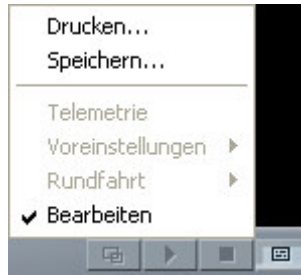 Drucken...
Speichern...
Telemetrie
Voreinstellungen
Rundfahrt
Bearbeiten